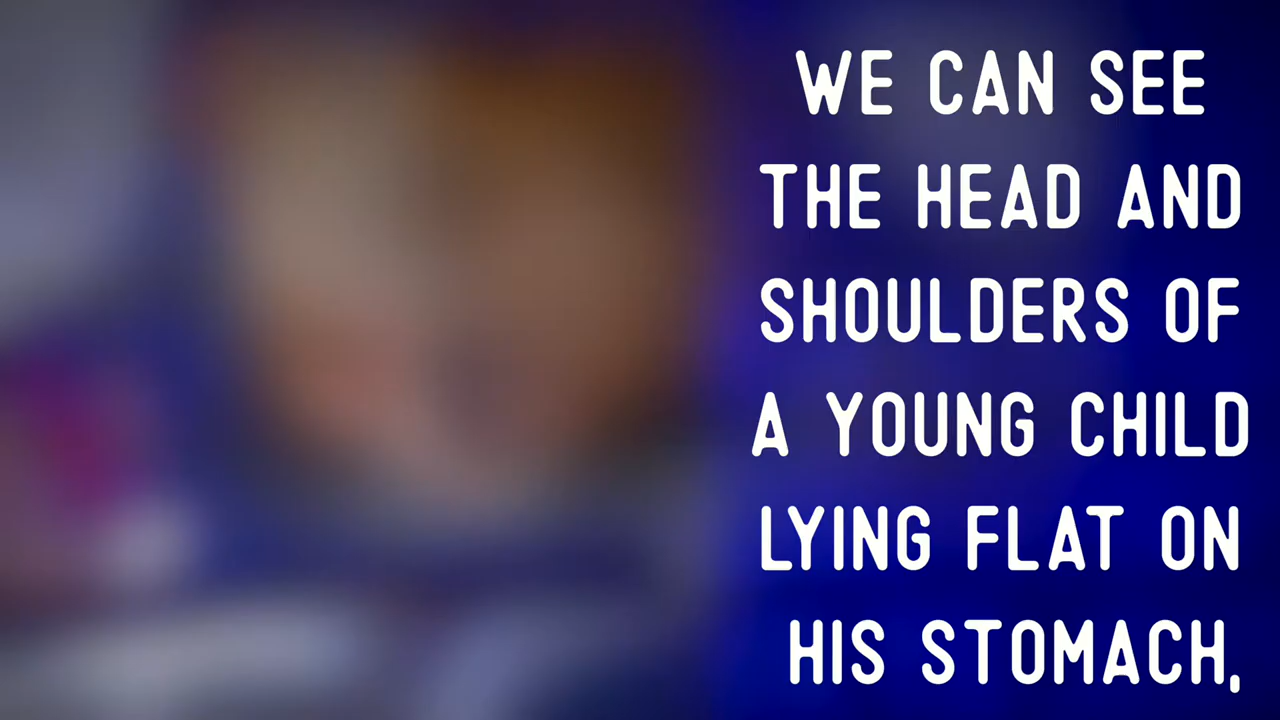 WE CAN SEE
THE HEAD AND
SHOULDERS OF
A YOUNG CHILD
LYING FLAT ON
HIS STOMACH,